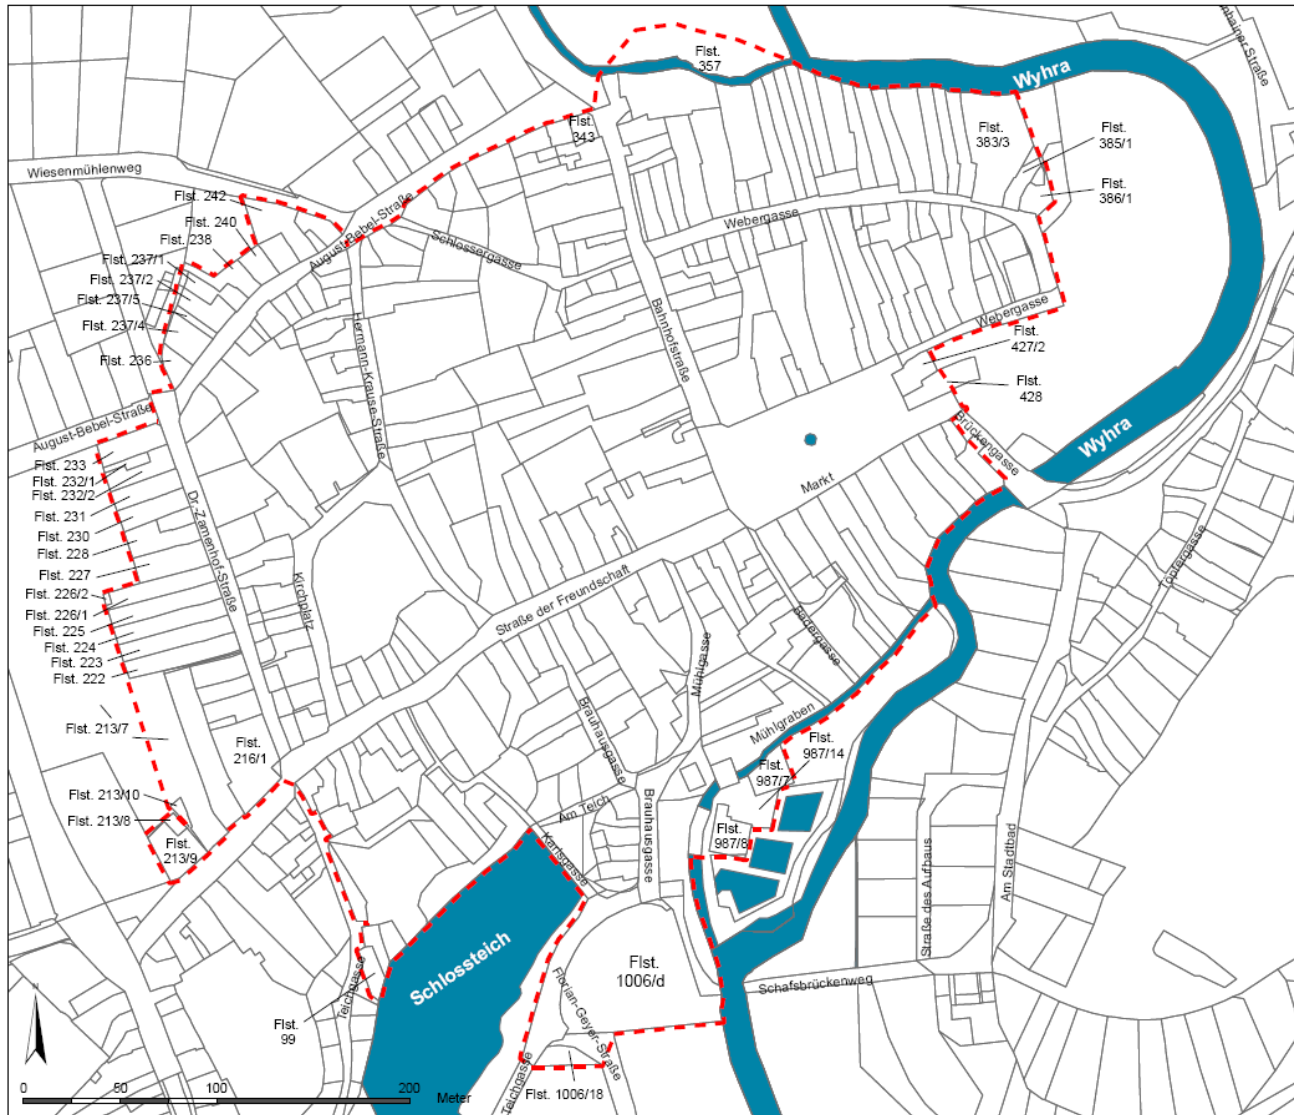 Flst.
357
Wyhra
nhainer Straße
Flst.
343
Flst.
383/3
Flst.
385/1
Flst.
386/1
Wiesenmühlenweg
Flst. 242
Flst. 240
Flst. 238
Flst. 237/1
Flst. 237/2
Flst. 237/5
Flst. 237/4
Flst. 236
August-Bebel-Straße
Schlossergasse
Webergasse
Webergasse
Hermann-Krause-Straße
Bahnhofstraße
Flst.
427/2
Flst.
428
Brückengasse
Wyhra
August-Bebel-Straße
Flst. 233
Flst. 232/1
Flst. 232/2
Flst. 231
Flst. 230
Flst. 228
Flst. 227
Flst. 226/2
Flst. 226/1
Flst. 225
Flst. 224
Flst. 223
Flst. 222
Dr.-Zamenhof-Straße
Kirchplatz
Markt
Straße der Freundschaft
Badergasse
Töpfergasse
Mühlgasse
Mühlgraben
Brauhausgasse
Flst. 213/7
Flst.
216/1
Flst. 213/10
Flst. 213/8
Flst.
213/9
Am Teich
Karlsgasse
Brauhausgasse
Flst.
987/14
Flst.
987/7
Flst.
987/8
Straße des Aufbaus
Am Stadtbad
Schlossteich
Flst.
1006/d
Schafsbrückenweg
Florian-Geyer-Straße
Teichgasse
Flst.
99
Teichgasse
Flst. 1006/18
N
0 50 100 200
Meter